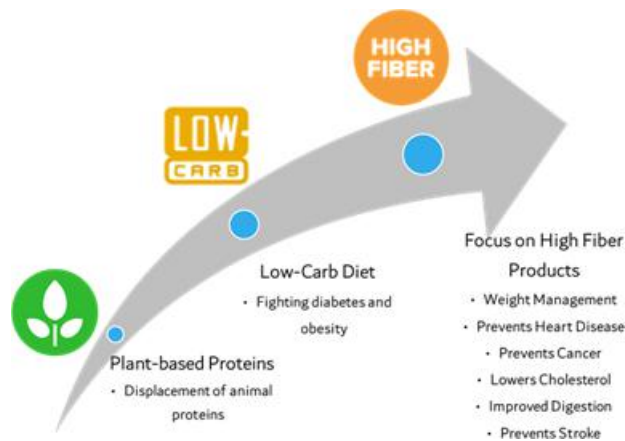 HIGH
FIBER
LOW-
CARB
Focus on High Fiber
Products
• Weight Management
• Prevents Heart Disease
• Prevents Cancer
• Lowers Cholesterol
• Improved Digestion
• Prevents Stroke
Low-Carb Diet
• Fighting diabetes and
obesity
Plant-based Proteins
• Displacement of animal
proteins